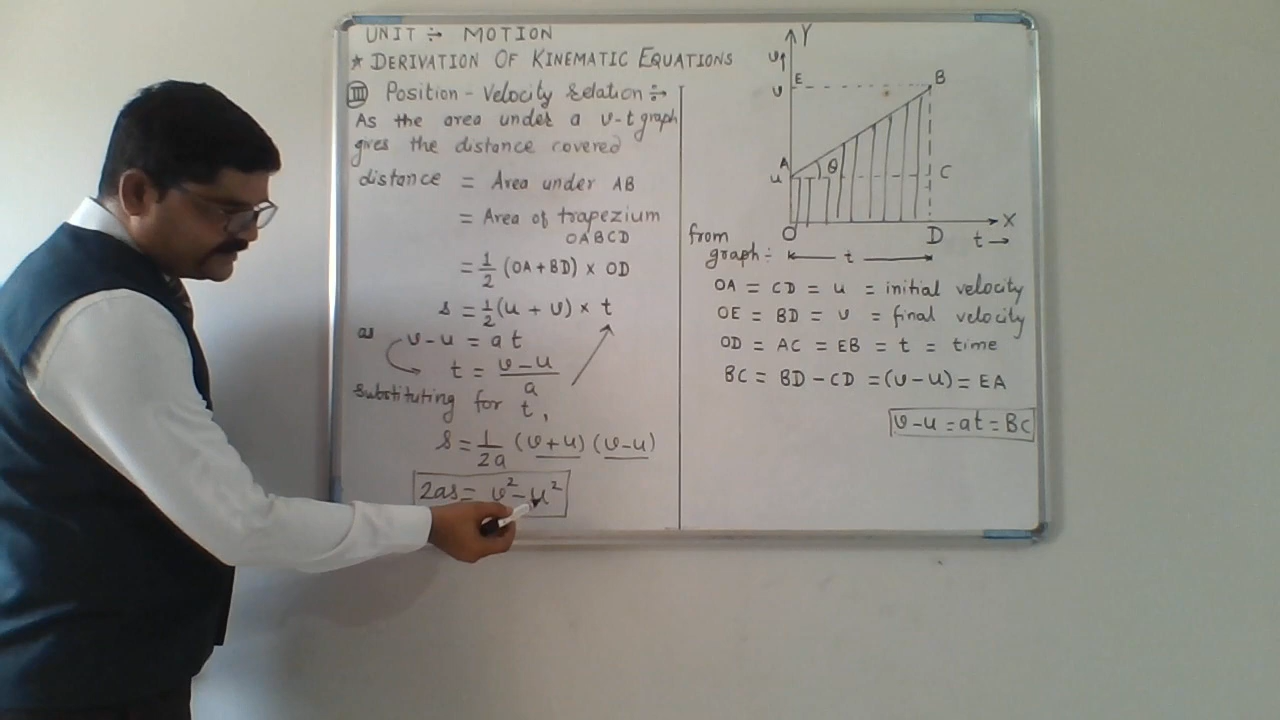 UNIT ÷ MOTION
* DERIVATION OF KINEMATIC EQUATIONS
III Position - Velocity relation ÷
As the area under a v-t graph
gives the distance covered
distance = Area under AB
= Area of trapezium
OABCD
= 1/2 (OA + BD) × OD
s = 1/2 (u + v) × t
as v - u = at
t = (v - u)/a
substituting for t,
s = 1/2a (v + u) (v - u)
2as = v² - u²
Y
v↑
E
v
B
A
θ
C
u
O
D
X
t →
from
graph :-
t
OA = CD = u = initial velocity
OE = BD = v = final velocity
OD = AC = EB = t = time
BC = BD - CD = (v - u) = EA
v - u = at = BC